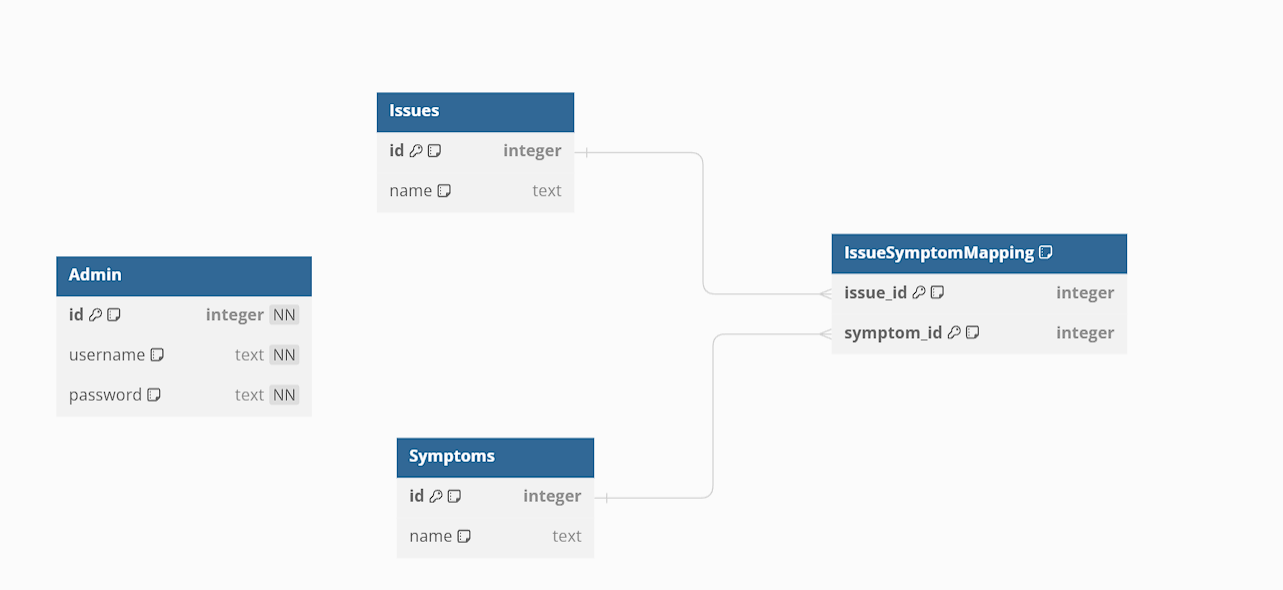 Issues
id integer
name text
Admin
id integer NN
username text NN
password text NN
IssueSymptomMapping
issue_id integer
symptom_id integer
Symptoms
id integer
name text